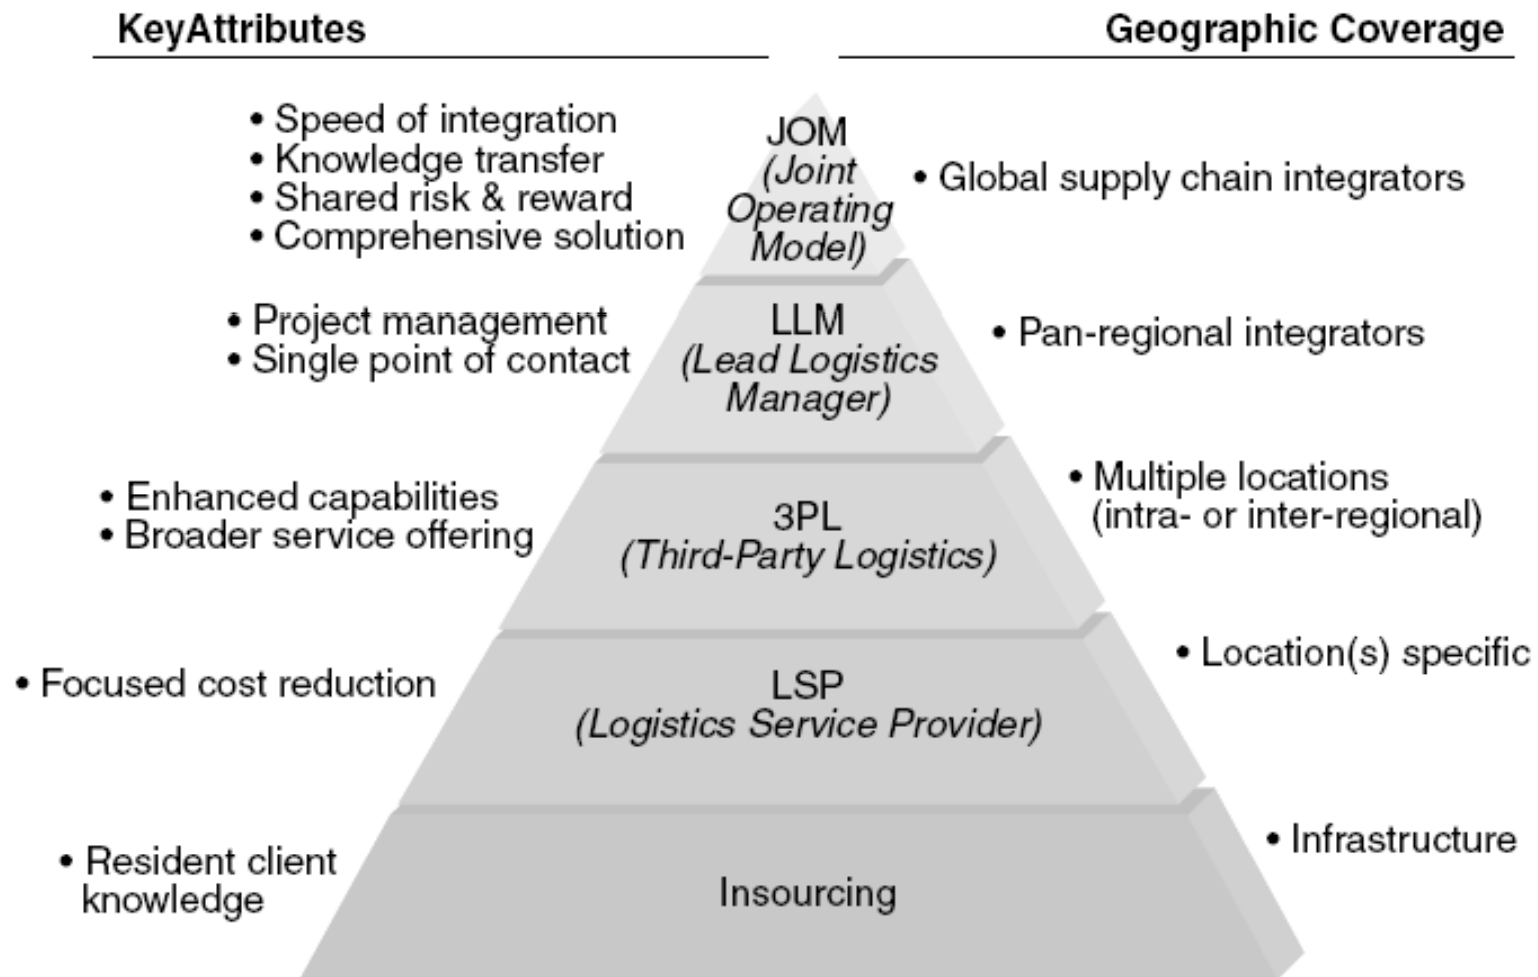 KeyAttributes
Geographic Coverage
• Speed of integration
• Knowledge transfer
• Shared risk & reward
• Comprehensive solution
JOM
(Joint
Operating
Model)
• Global supply chain integrators
• Project management
• Single point of contact
LLM
(Lead Logistics
Manager)
• Pan-regional integrators
• Enhanced capabilities
• Broader service offering
3PL
(Third-Party Logistics)
• Multiple locations
(intra- or inter-regional)
• Focused cost reduction
LSP
(Logistics Service Provider)
• Location(s) specific
• Resident client
knowledge
Insourcing
• Infrastructure